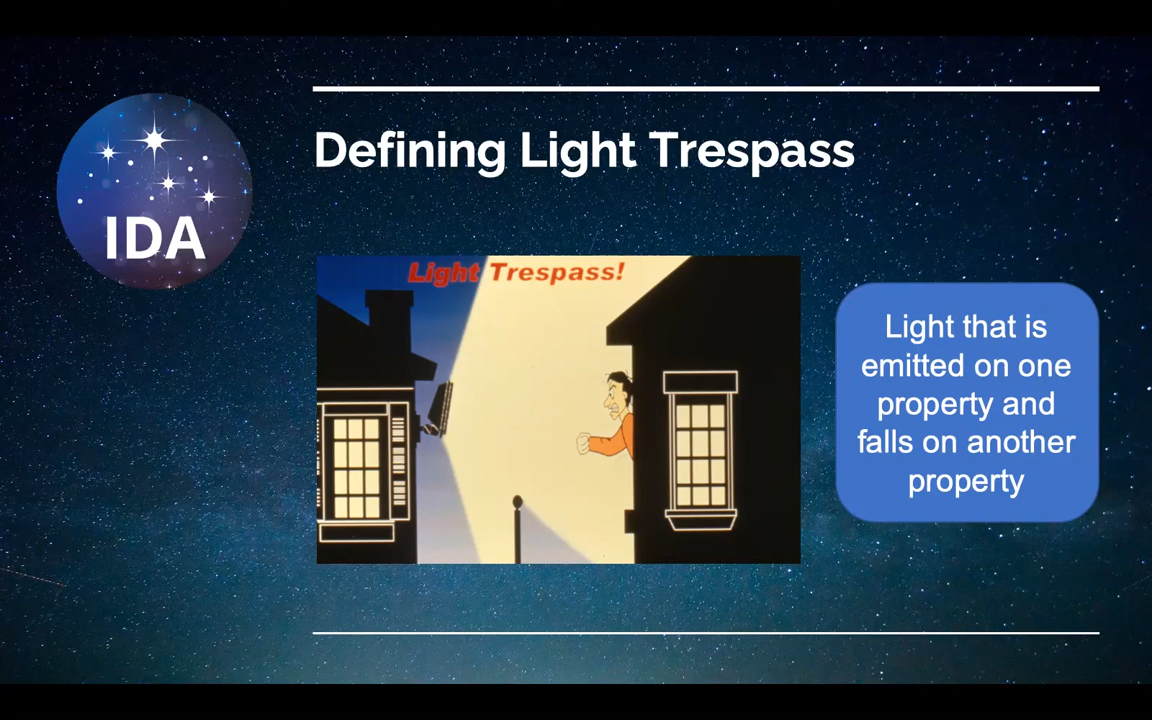 Defining Light Trespass
IDA
Light Trespass!
Light that is
emitted on one
property and
falls on another
property